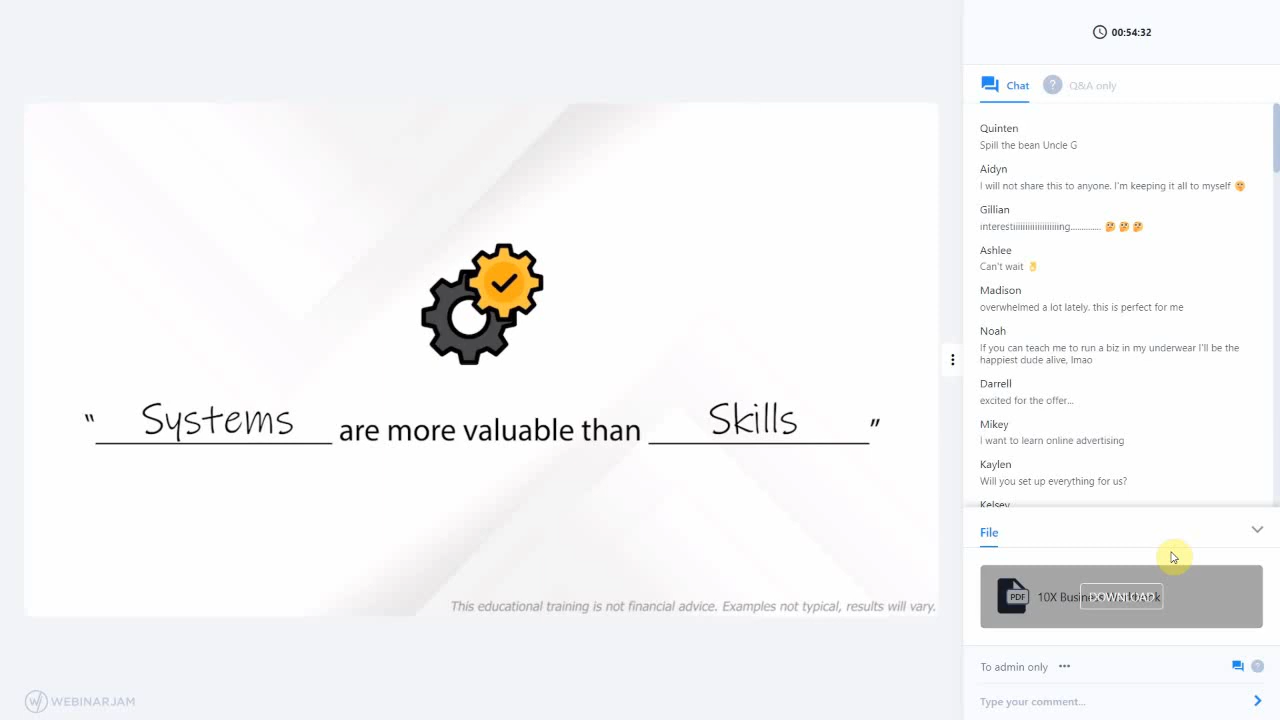 00:54:32
Chat
? Q&A only
Quinten
Spill the bean Uncle G
Aidyn
I will not share this to anyone. I'm keeping it all to myself
Gillian
interestiiiiiiiiiiiiiiiiiing.............
Ashlee
Can't wait
Madison
overwhelmed a lot lately. this is perfect for me
Noah
If you can teach me to run a biz in my underwear I'll be the
happiest dude alive, lmao
Darrell
excited for the offer...
Mikey
I want to learn online advertising
Kaylen
Will you set up everything for us?
Kelsey
“ Systems are more valuable than Skills ”
This educational training is not financial advice. Examples not typical, results will vary.
File
PDF
10X
DOWNLOAD
To admin only
?
Type your comment...
W WEBINARJAM